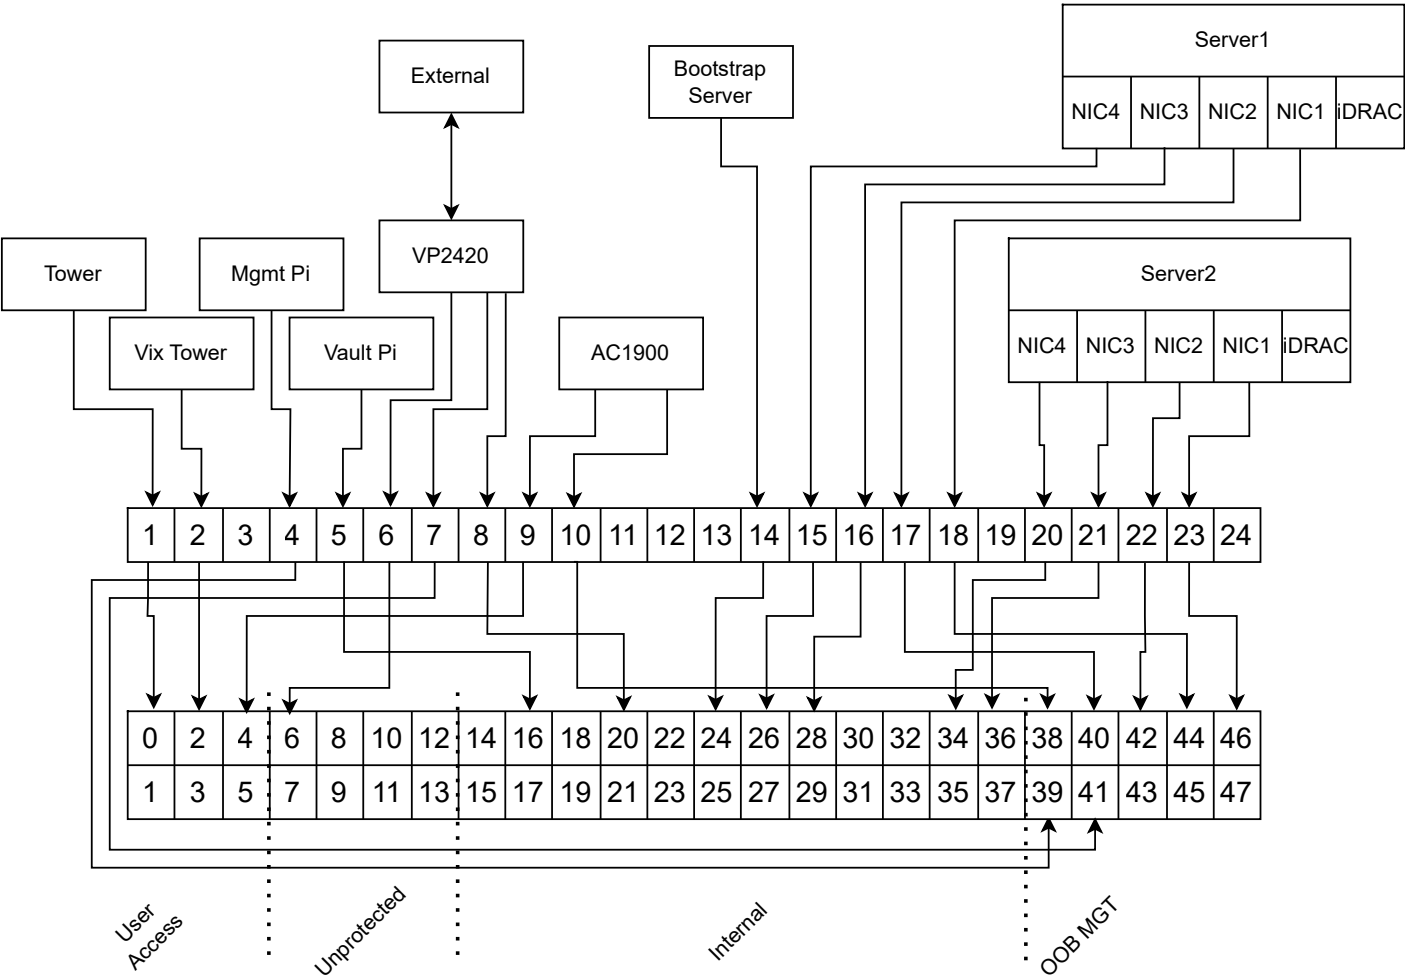 Server1
External
Bootstrap
Server
NIC4 NIC3 NIC2 NIC1 iDRAC
VP2420
Tower
Mgmt Pi
Server2
Vix Tower
Vault Pi
AC1900
NIC4 NIC3 NIC2 NIC1 iDRAC
1 2 3 4 5 6 7 8 9 10 11 12 13 14 15 16 17 18 19 20 21 22 23 24
0 2 4 6 8 10 12 14 16 18 20 22 24 26 28 30 32 34 36 38 40 42 44 46
1 3 5 7 9 11 13 15 17 19 21 23 25 27 29 31 33 35 37 39 41 43 45 47
User
Access
Unprotected
Internal
OOB MGT